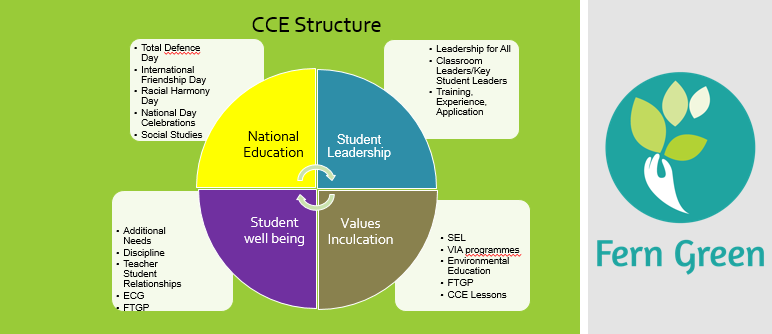 CCE Structure
• Total Defence
Day
• International
Friendship Day
• Racial Harmony
Day
• National Day
Celebrations
• Social Studies
• Leadership for All
• Classroom
Leaders/Key
Student Leaders
• Training,
Experience,
Application
National
Education
Student
Leadership
Student
well being
Values
Inculcation
• Additional
Needs
• Discipline
• Teacher
Student
Relationships
• ECG
• FTGP
• SEL
• VIA programmes
• Environmental
Education
• FTGP
• CCE Lessons
Fern Green